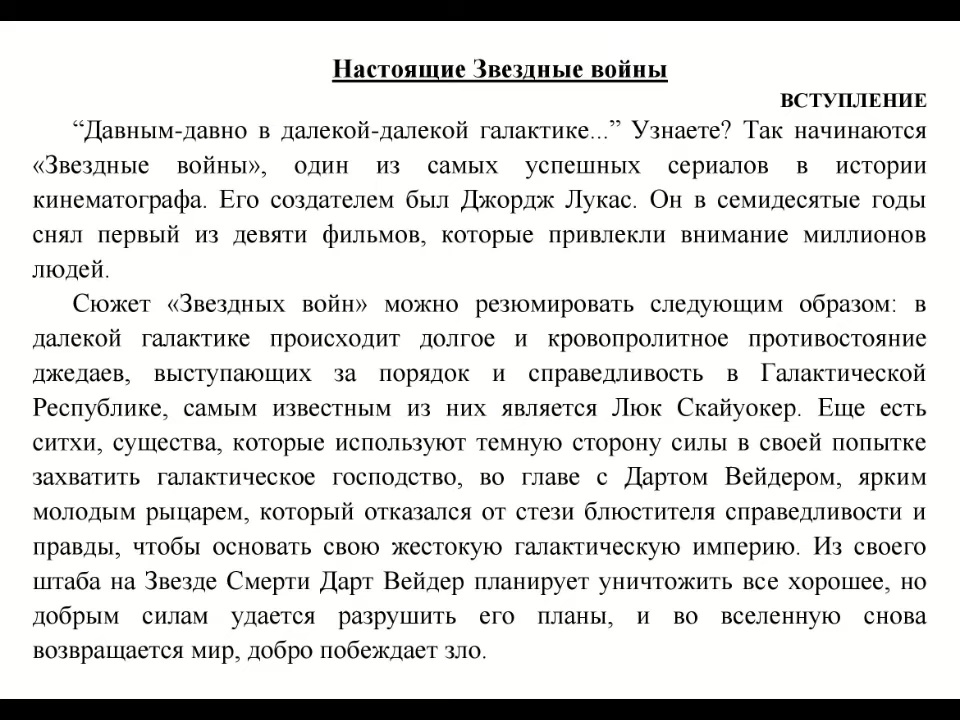 Настоящие Звездные войны
ВСТУПЛЕНИЕ
“Давным-давно в далекой-далекой галактике...” Узнаете? Так начинаются
«Звездные войны», один из самых успешных сериалов в истории
кинематографа. Его создателем был Джордж Лукас. Он в семидесятые годы
снял первый из девяти фильмов, которые привлекли внимание миллионов
людей.
Сюжет «Звездных войн» можно резюмировать следующим образом: в
далекой галактике происходит долгое и кровопролитное противостояние
джедаев, выступающих за порядок и справедливость в Галактической
Республике, самым известным из них является Люк Скайуокер. Еще есть
ситхи, существа, которые используют темную сторону силы в своей попытке
захватить галактическое господство, во главе с Дартом Вейдером, ярким
молодым рыцарем, который отказался от стези блюстителя справедливости и
правды, чтобы основать свою жестокую галактическую империю. Из своего
штаба на Звезде Смерти Дарт Вейдер планирует уничтожить все хорошее, но
добрым силам удается разрушить его планы, и во вселенную снова
возвращается мир, добро побеждает зло.